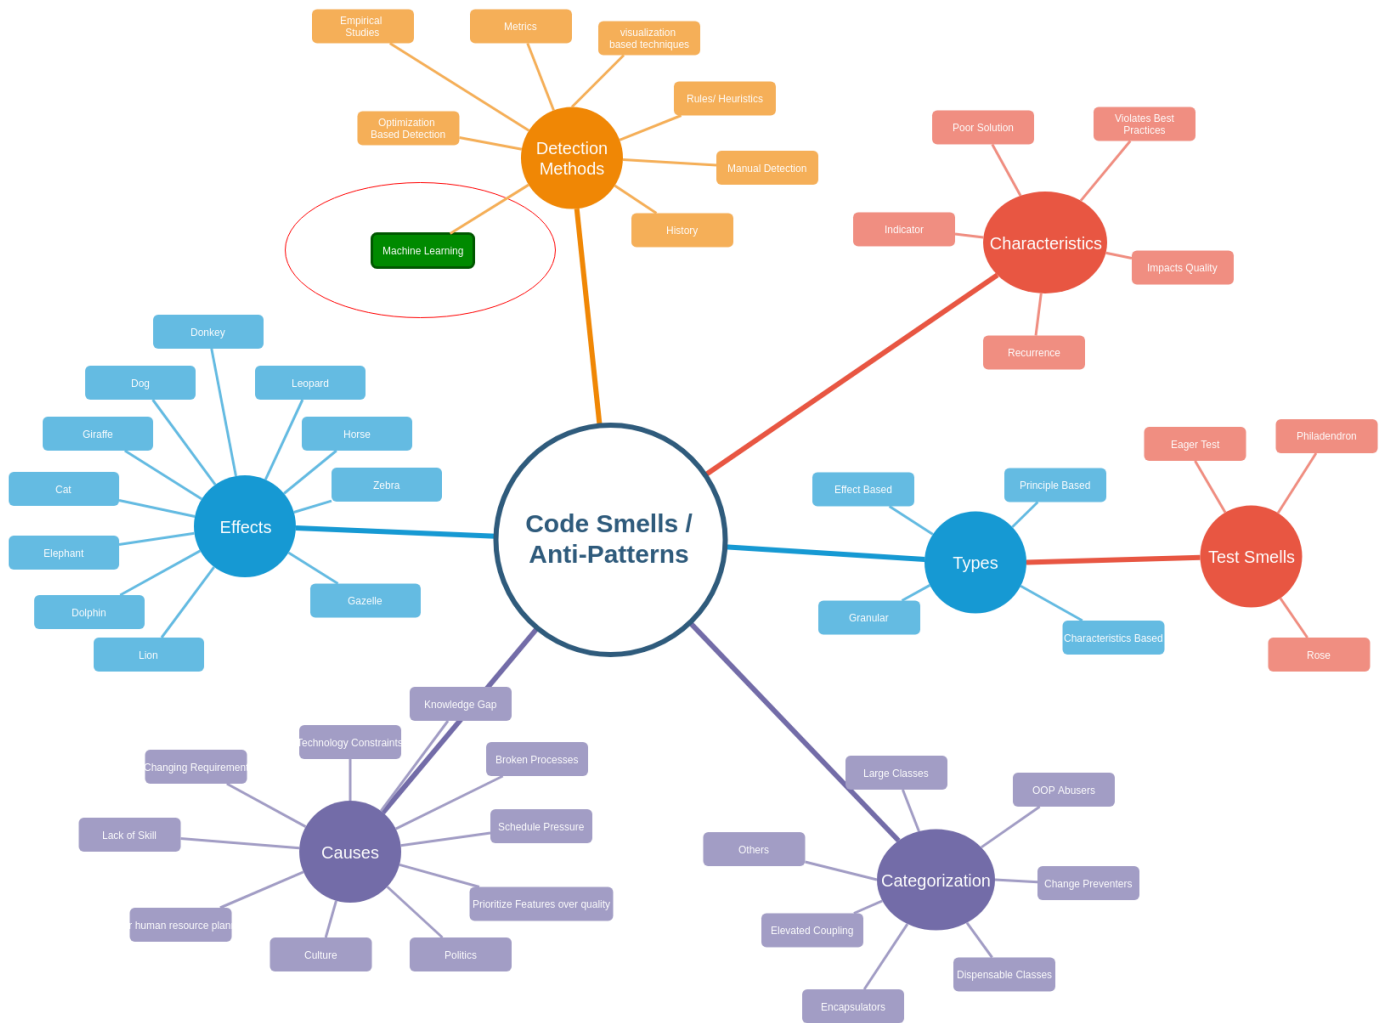 Empirical
Studies
Metrics
visualization
based techniques
Rules/ Heuristics
Optimization
Based Detection
Detection
Methods
Manual Detection
History
Machine Learning
Poor Solution
Violates Best
Practices
Indicator
Characteristics
Impacts Quality
Recurrence
Donkey
Dog
Leopard
Giraffe
Horse
Cat
Zebra
Effects
Elephant
Dolphin
Gazelle
Lion
Code Smells /
Anti-Patterns
Effect Based
Principle Based
Types
Granular
Characteristics Based
Eager Test
Philadendron
Test Smells
Rose
Knowledge Gap
Technology Constraints
Changing Requirement
Broken Processes
Lack of Skill
Schedule Pressure
Causes
Prioritize Features over quality
human resource plann
Culture
Politics
Large Classes
OOP Abusers
Others
Categorization
Change Preventers
Elevated Coupling
Dispensable Classes
Encapsulators